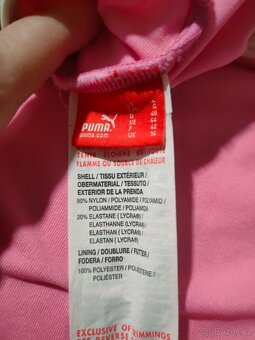 PUMA
puma.com
FLAMME OU SOURCE DE CHALEUR
SHELL / TISSU EXTÉRIEUR /
OBERMATERIAL / TESSUTO /
EXTERIOR DE LA PRENDA
80% NYLON / POLYAMIDE / POLYAMID /
POLIAMMIDE / POLIAMIDA
20% ELASTANE (LYCRA®)
ELASTHANNE (LYCRA®)
ELASTHAN (LYCRA®)
ELASTAN (LYCRA®)
LINING / DOUBLURE / FUTTER /
FODERA / FORRO
100% POLYESTER / POLIESTERE /
POLIÉSTER
EXCLUSIVE OF TRIMMINGS